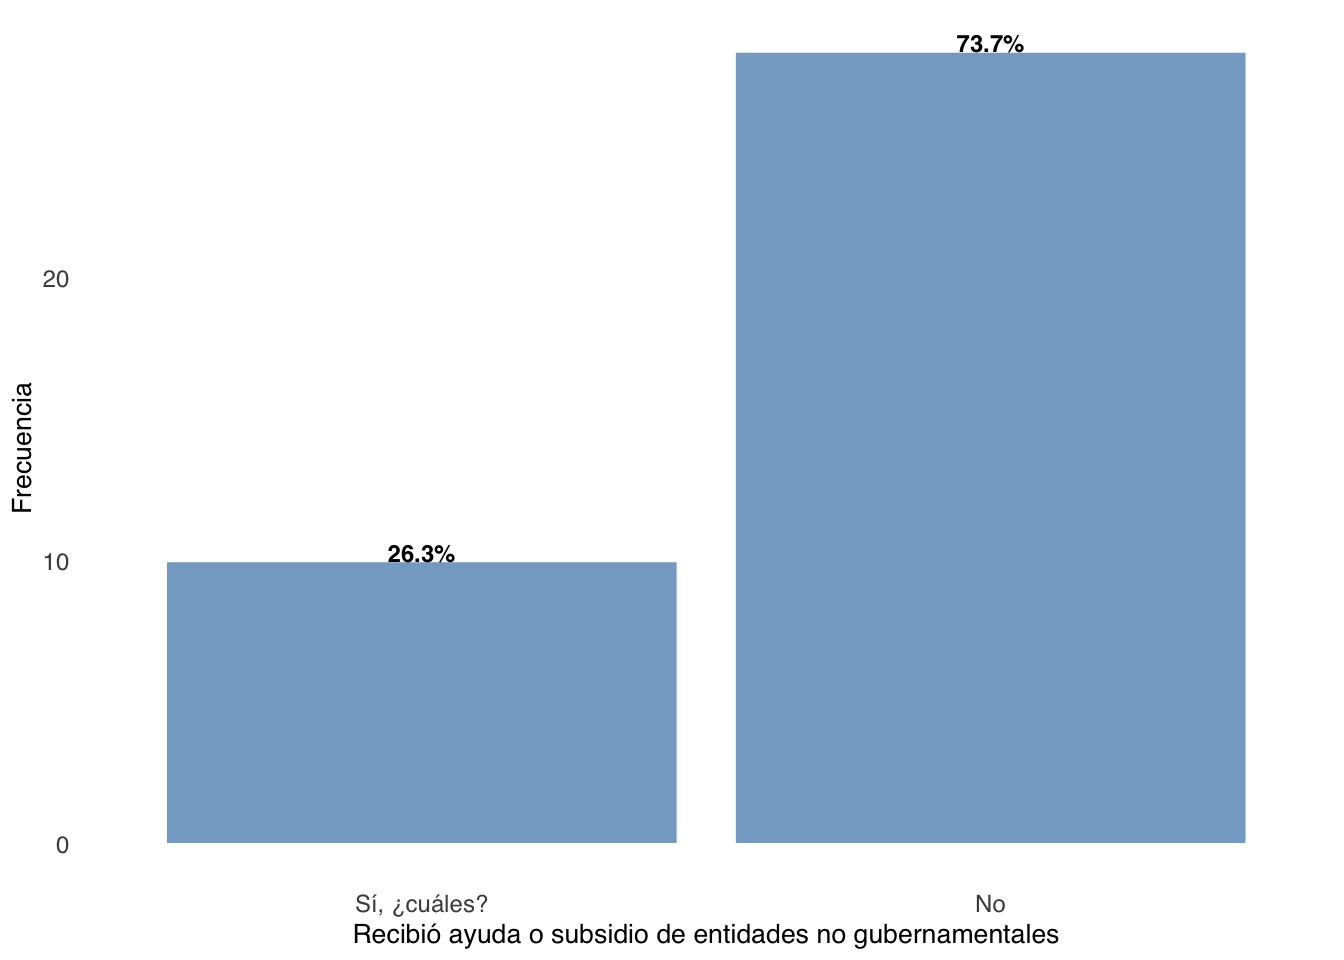 73.7%
20
Frecuencia
26.3%
10
0
Sí, ¿cuáles?
No
Recibió ayuda o subsidio de entidades no gubernamentales